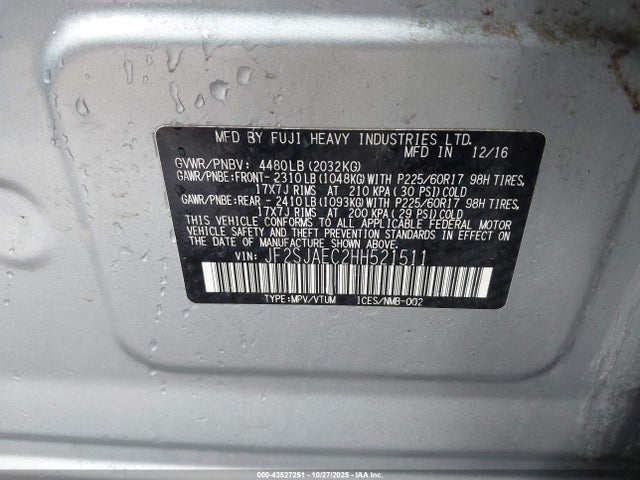 MFD BY FUJI HEAVY INDUSTRIES LTD.
MFD IN 12/16
GVWR/PNBV: 4480LB(2032KG)
GAWR/PNBE:FRONT- 2310LB(1048KG)WITH P225/60R17 98H TIRES,
17X7J RIMS AT 210 KPA(30 PSI)COLD
GAWR/PNBE:REAR - 2410LB(1093KG)WITH P225/60R17 98H TIRES,
17X7J RIMS AT 200 KPA(29 PSI)COLD
THIS VEHICLE CONFORMS TO ALL APPLICABLE FEDERAL MOTOR
VEHICLE SAFETY AND THEFT PREVENTION STANDARDS IN
EFFECT ON THE DATE OF MANUFACTURE SHOWN ABOVE.
VIN: JF2SJAEC2HH521511
TYPE:MPV/VTUM ICES/NMB-002
000-43527251 - 10/27/2025 - IAAI.COM